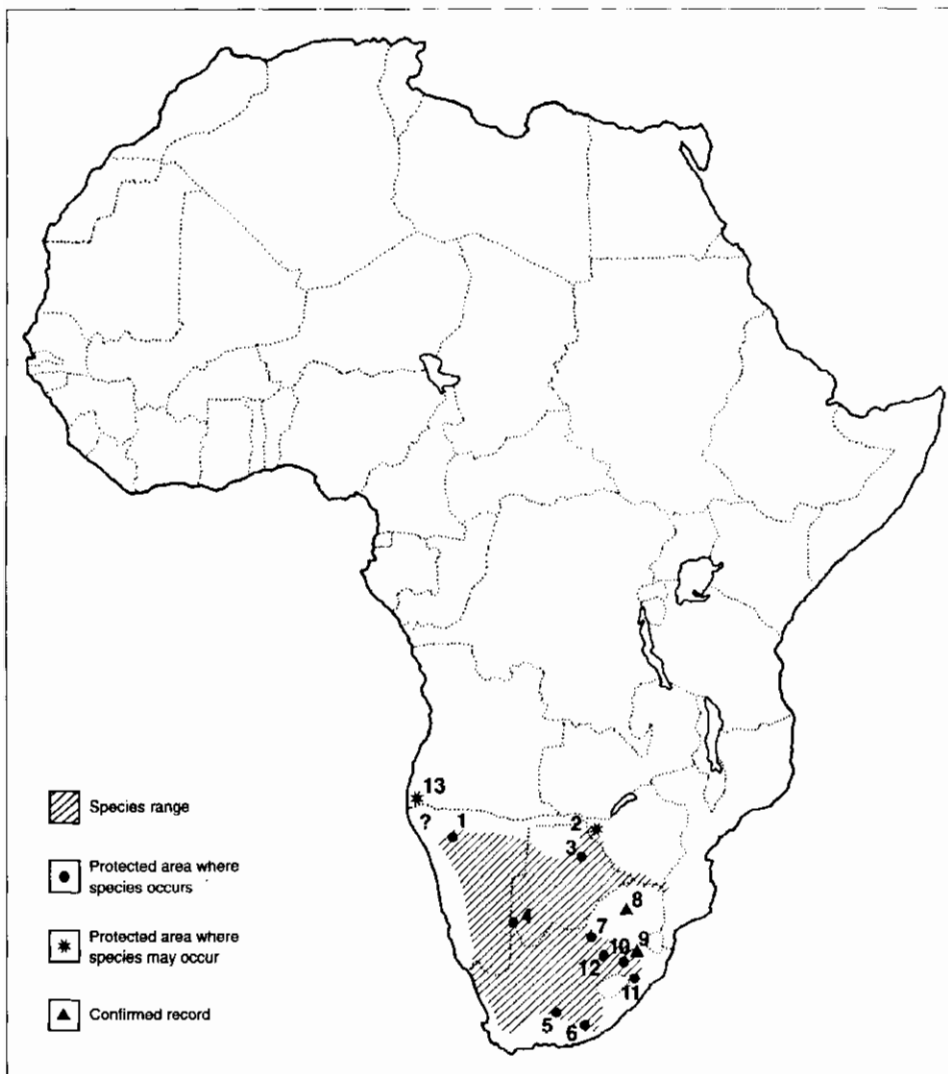 13
?
1
2
3
4
8
7
10
9
12
11
5
6
Species range
Protected area where
species occurs
Protected area where
species may occur
Confirmed record